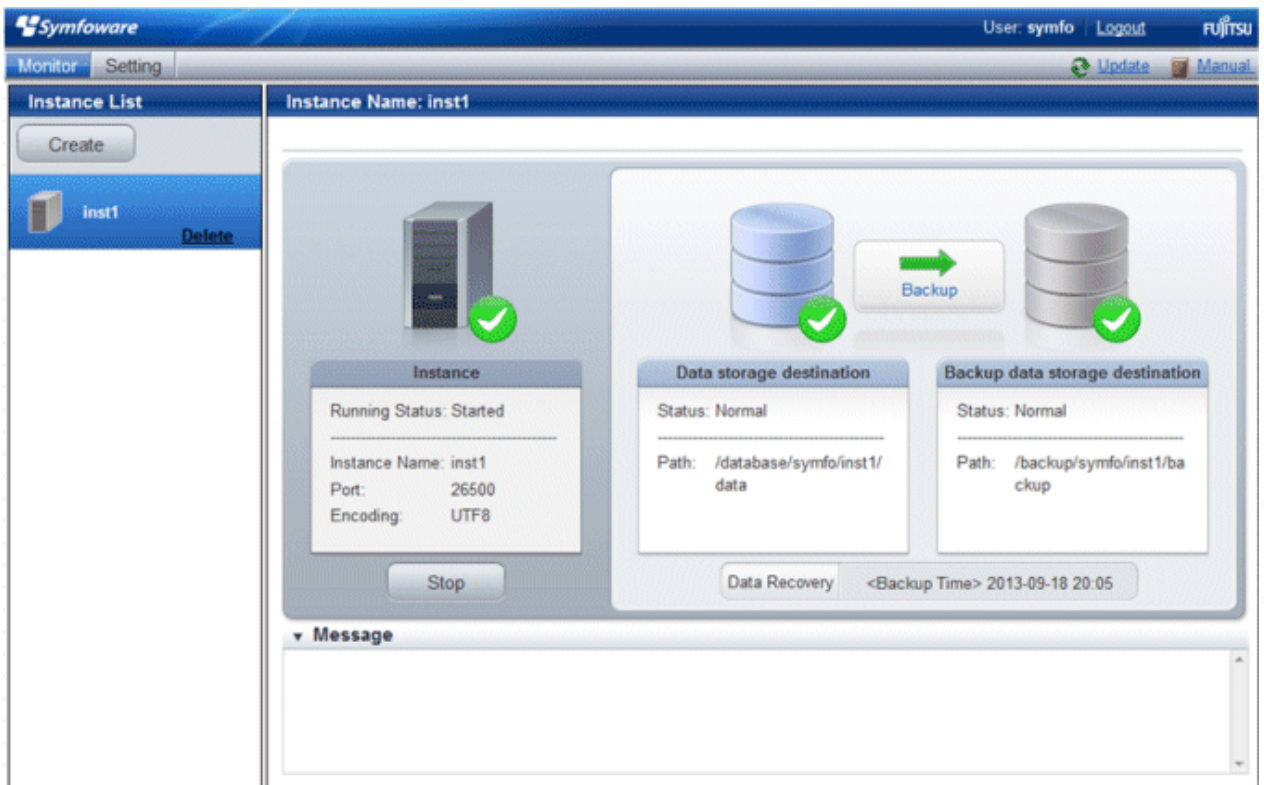 Symfoware
User: symfo Logout FUJITSU
Monitor Setting Update Manual
Instance List
Create
inst1
Delete
Instance Name: inst1
Backup
Instance
Running Status: Started
Instance Name: inst1
Port: 26500
Encoding: UTF8
Stop
Data storage destination
Status: Normal
Path: /database/symfo/inst1/
data
Backup data storage destination
Status: Normal
Path: /backup/symfo/inst1/ba
ckup
Data Recovery <Backup Time> 2013-09-18 20:05
Message